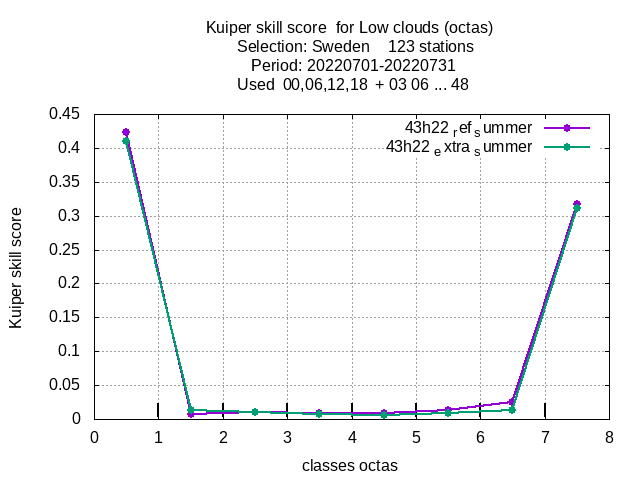 Kuiper skill score  for Low clouds (octas)
Selection: Sweden    123 stations
Period: 20220701-20220731
Used  00,06,12,18  + 03 06 ... 48
0.45
0.4
0.35
0.3
0.25
0.2
0.15
0.1
0.05
0
Kuiper skill score
43h22 ref summer
43h22 extra summer
0 1 2 3 4 5 6 7 8
classes octas